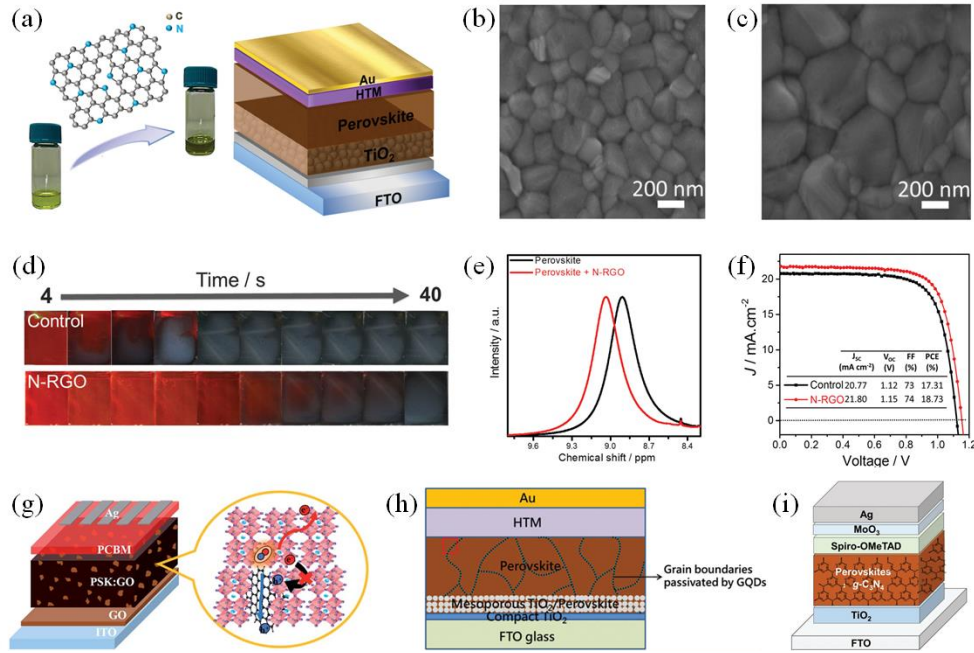 (a)
C
N
Au
HTM
Perovskite
TiO2
FTO
(b)
200 nm
(c)
200 nm
(d)
Time / s
4
40
Control
N-RGO
(e)
Perovskite
Perovskite + N-RGO
Intensity / a.u.
9.6 9.3 9.0 8.7 8.4
Chemical shift / ppm
(f)
J / mA.cm-2
25
20
15
10
5
0
JSC VOC FF PCE
(mA cm-2) (V) (%) (%)
Control 20.77 1.12 73 17.31
N-RGO 21.80 1.15 74 18.73
0.0 0.2 0.4 0.6 0.8 1.0 1.2
Voltage / V
(g)
Ag
PCBM
PSK:GO
GO
ITO
(h)
Au
HTM
Perovskite
Mesoporous TiO2/Perovskite
Compact TiO2
FTO glass
Grain boundaries
passivated by GQDs
(i)
Ag
MoO3
Spiro-OMeTAD
Perovskites
: g-C3N4
TiO2
FTO